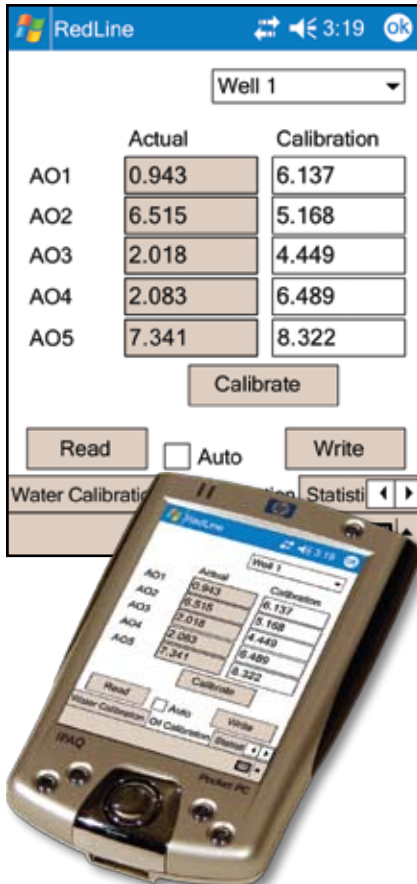 RedLine 3:19 ok
Well 1
Actual Calibration
AO1 0.943 6.137
AO2 6.515 5.168
AO3 2.018 4.449
AO4 2.083 6.489
AO5 7.341 8.322
Calibrate
Read Auto Write
Water Calibratio tion Statisti
hp
RedLine 3:19 ok
Well 1
Actual Calibration
AO1 0.943 6.137
AO2 6.515 5.168
AO3 2.018 4.449
AO4 2.083 6.489
AO5 7.341 8.322
Calibrate
Read Auto Write
Water Calibration Oil Calibration Statisti
iPAQ Pocket PC